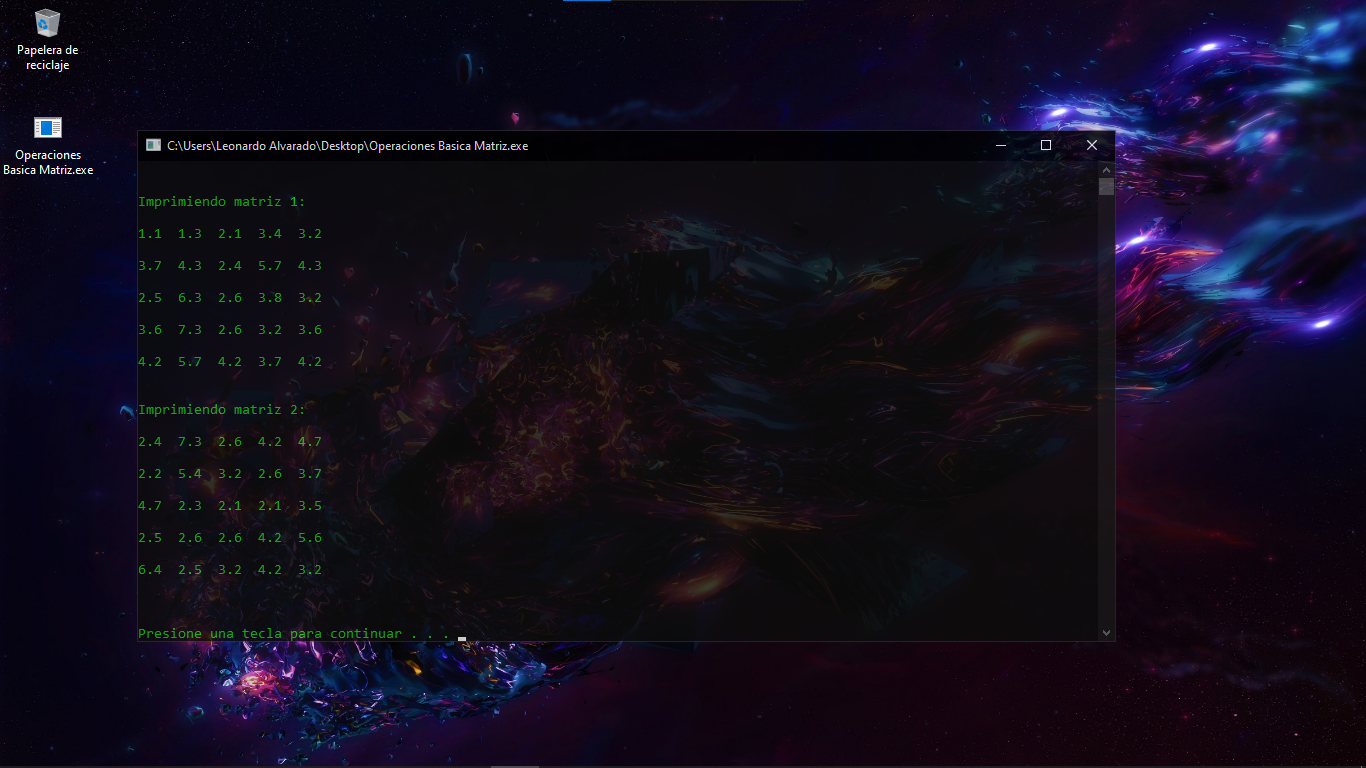 Papelera de
reciclaje
Operaciones
Basica Matriz.exe
C:\Users\Leonardo Alvarado\Desktop\Operaciones Basica Matriz.exe
Imprimiendo matriz 1:
1.1  1.3  2.1  3.4  3.2
3.7  4.3  2.4  5.7  4.3
2.5  6.3  2.6  3.8  3.2
3.6  7.3  2.6  3.2  3.6
4.2  5.7  4.2  3.7  4.2
Imprimiendo matriz 2:
2.4  7.3  2.6  4.2  4.7
2.2  5.4  3.2  2.6  3.7
4.7  2.3  2.1  2.1  3.5
2.5  2.6  2.6  4.2  5.6
6.4  2.5  3.2  4.2  3.2
Presione una tecla para continuar . . .